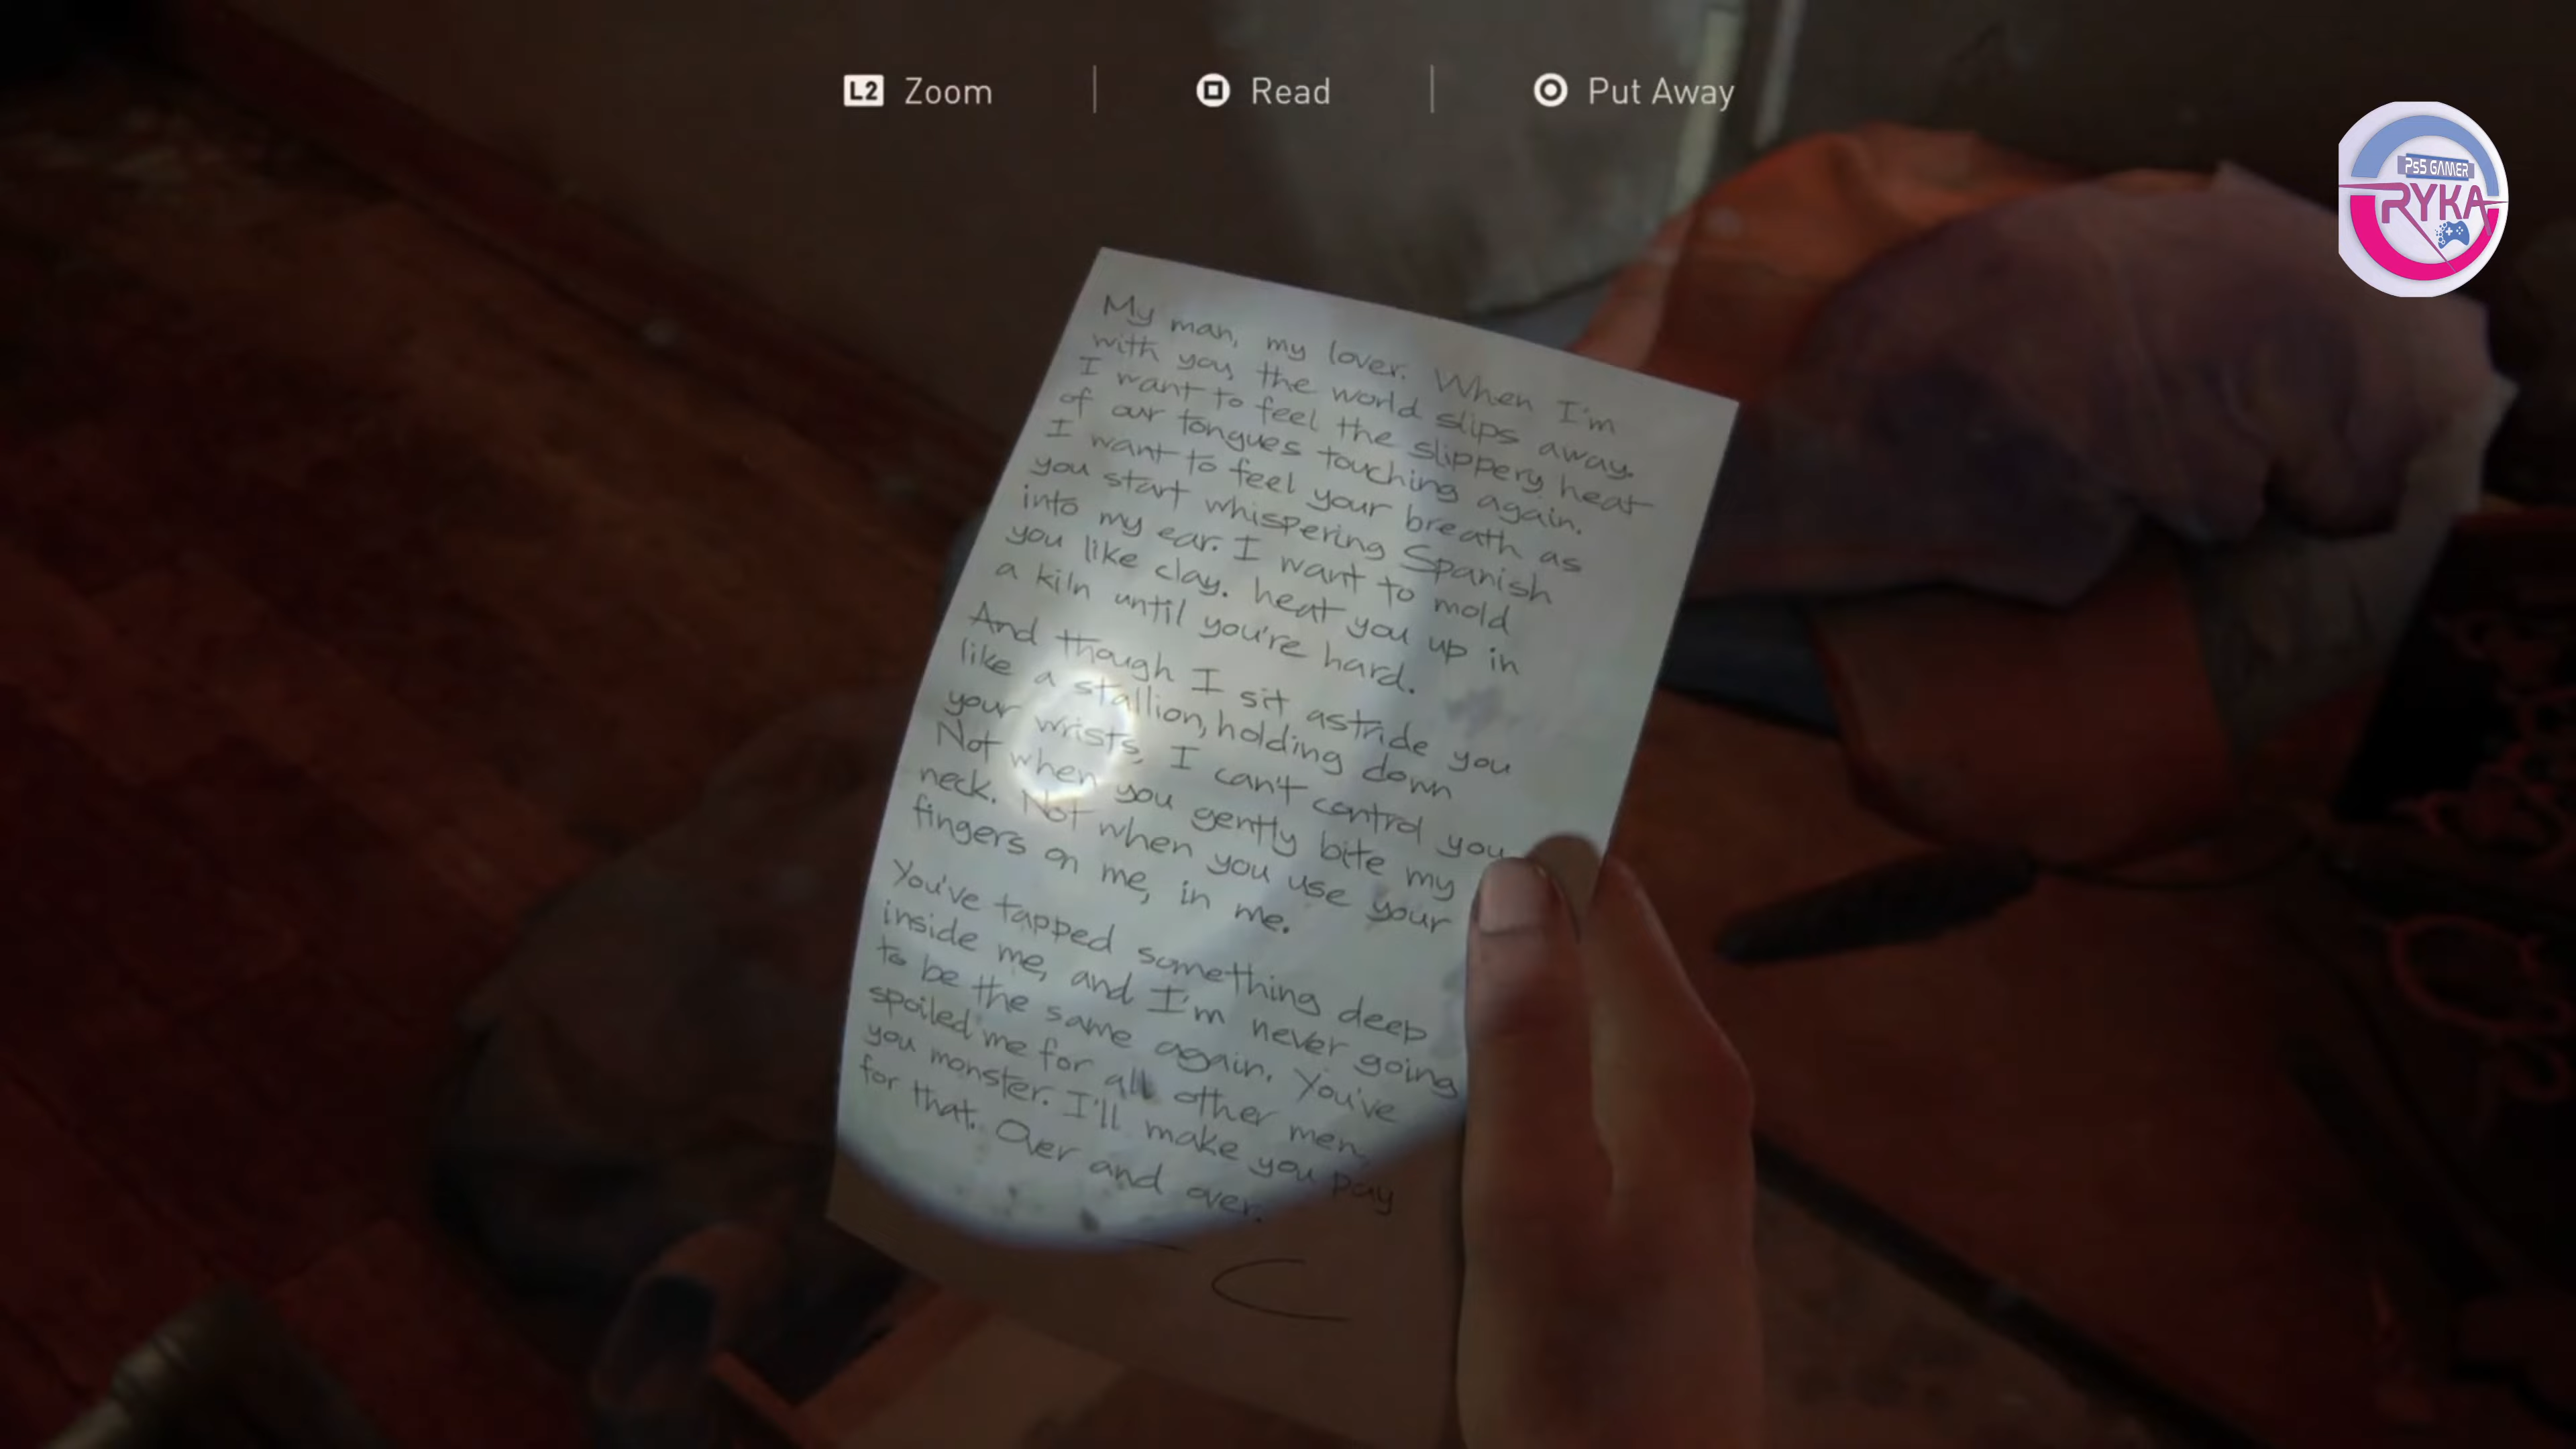 L2 Zoom | Read | Put Away
PS5 GAMER
RYKA
My man, my lover. When I'm
with you, the world slips away.
I want to feel the slippery heat
of our tongues touching again.
I want to feel your breath as
you start whispering Spanish
into my ear. I want to mold
you like clay. heat you up in
a kiln until you're hard.
And though I sit astride you
like a stallion, holding down
your wrists, I can't control you.
Not when you gently bite my
neck. Not when you use your
fingers on me, in me.
You've tapped something deep
inside me, and I'm never going
to be the same again. You've
spoiled me for all other men,
you monster. I'll make you pay
for that. Over and over.
C